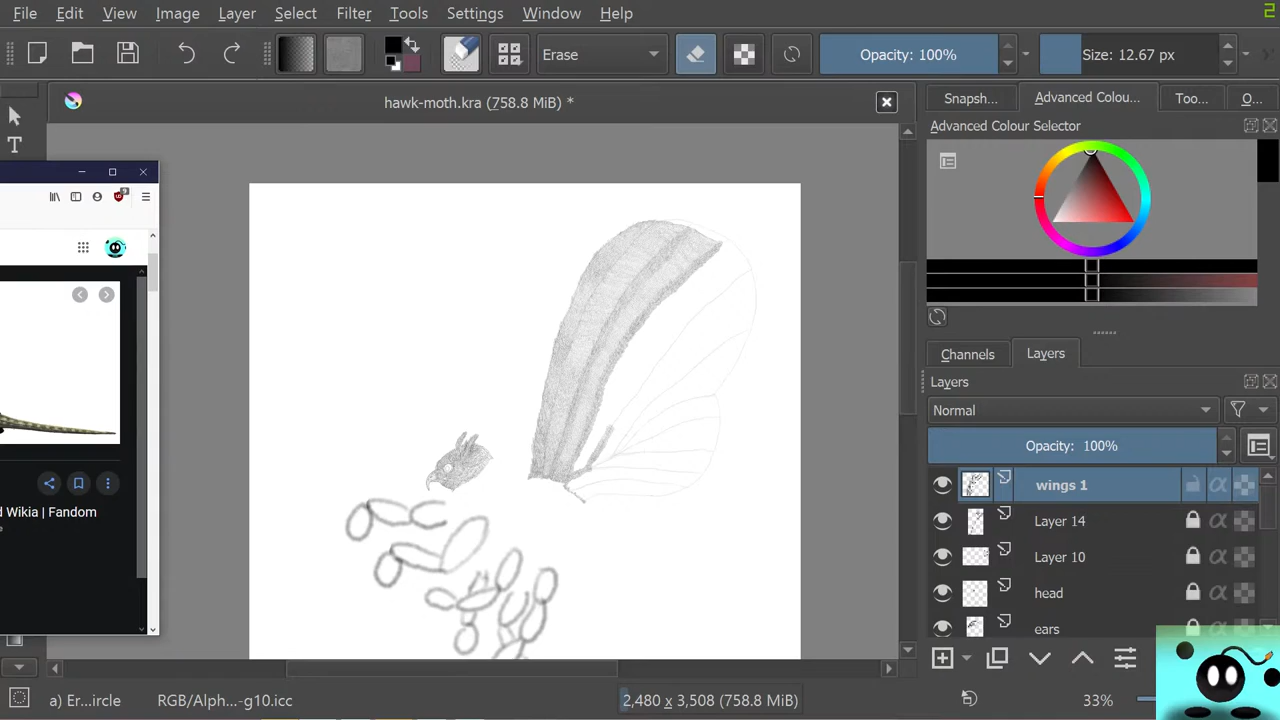 File Edit View Image Layer Select Filter Tools Settings Window Help
2
Erase
Opacity: 100%
Size: 12.67 px
hawk-moth.kra (758.8 MiB) *
Snapsh...
Advanced Colou...
Too...
O...
Advanced Colour Selector
T
9
Channels
Layers
Layers
Normal
Opacity: 100%
wings 1
Layer 14
Layer 10
head
ears
d Wikia | Fandom
a) Er...ircle
RGB/Alph...-g10.icc
2,480 x 3,508 (758.8 MiB)
33%